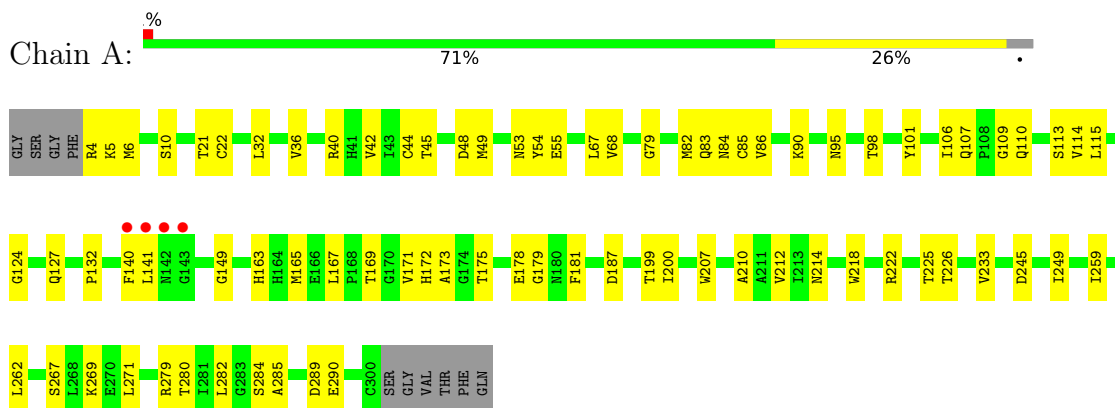 .%
Chain A:
71% 26% •
GLY SER GLY PHE R4 K5 M6 S10 T21 C22 L32 V36 R40 H41 V42 I43 C44 T45 D48 M49 N53 Y54 E55 L67 V68 G79 M82 Q83 N84 C85 V86 K90 N95 T98 Y101 I106 Q107 P108 G109 Q110 S113 V114 L115
G124 Q127 P132 F140 L141 N142 G143 G149 H163 H164 M165 E166 L167 P168 T169 G170 V171 H172 A173 G174 T175 E178 G179 N180 F181 D187 T199 I200 W207 A210 A211 V212 I213 N214 W218 R222 T225 T226 V233 D245 I249 I259
L262 S267 L268 K269 E270 L271 R279 T280 I281 L282 G283 S284 A285 D289 E290 C300 SER GLY VAL THR PHE GLN